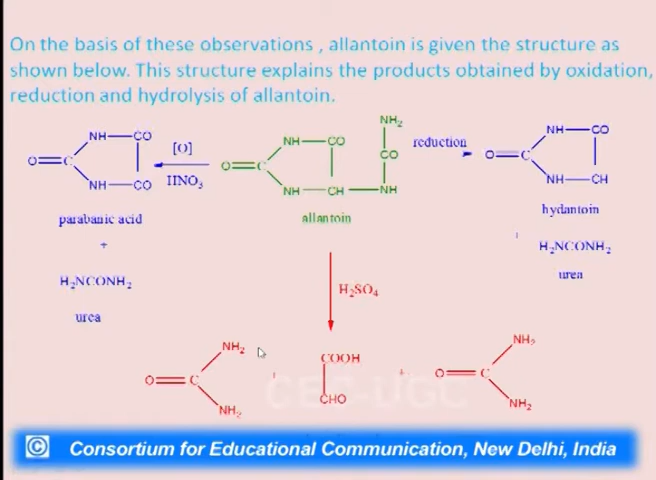 On the basis of these observations , allantoin is given the structure as
shown below. This structure explains the products obtained by oxidation,
reduction and hydrolysis of allantoin.
NH2
NH CO [O] NH CO CO reduction NH CO
O C HNO3 O C O C
NH CO NH CH NH NH CH
parabanic acid allantoin hydantoin
+ +
H2NCONH2 H2NCONH2
urea urea
H2SO4
NH2 COOH NH2
O C + + O C
NH2 CHO NH2
CEC-UGC
© Consortium for Educational Communication, New Delhi, India